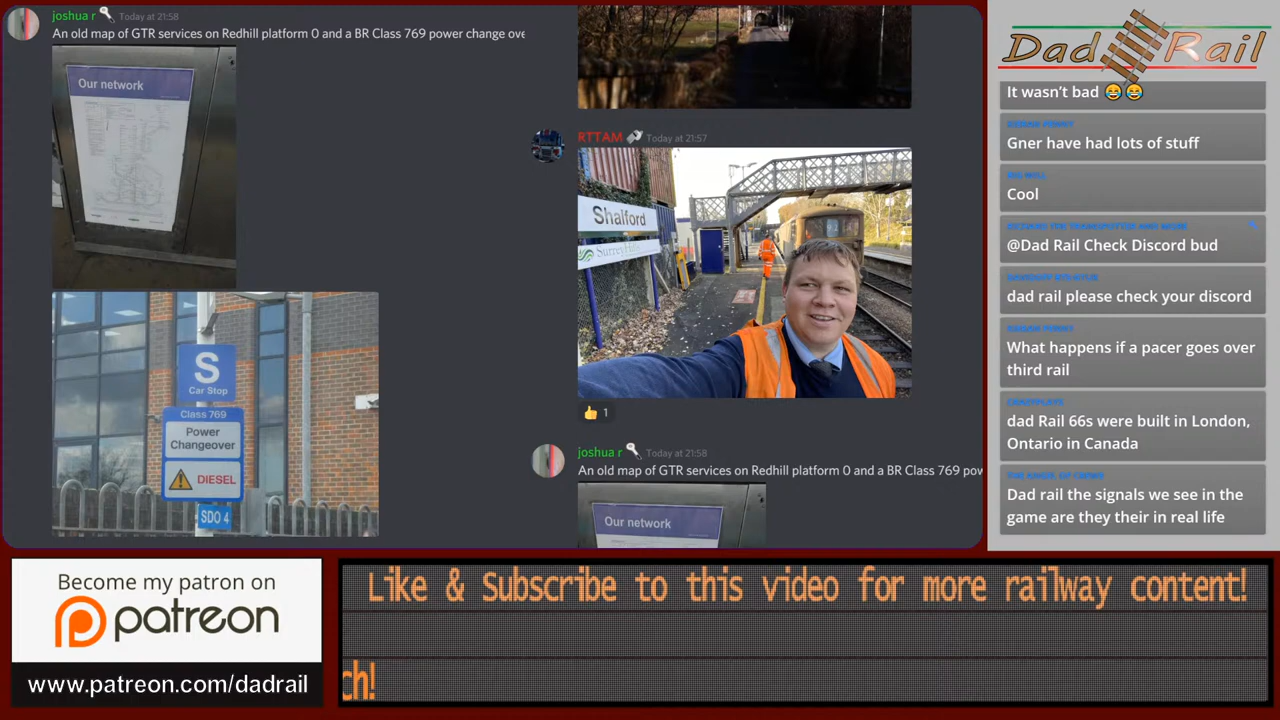 joshua r Today at 21:58
An old map of GTR services on Redhill platform 0 and a BR Class 769 power change ove
Our network
S
Car Stop
Class 769
Power
Changeover
DIESEL
SDO 4
RTTAM Today at 21:57
Shalford
Surrey Hills
1
joshua r Today at 21:58
An old map of GTR services on Redhill platform 0 and a BR Class 769 pow
Our network
Dad Rail
It wasn't bad 😂😂
Gner have had lots of stuff
Cool
@Dad Rail Check Discord bud
dad rail please check your discord
What happens if a pacer goes over
third rail
dad Rail 66s were built in London,
Ontario in Canada
Dad rail the signals we see in the
game are they their in real life
Become my patron on
patreon
www.patreon.com/dadrail
Like & Subscribe to this video for more railway content!
ch!